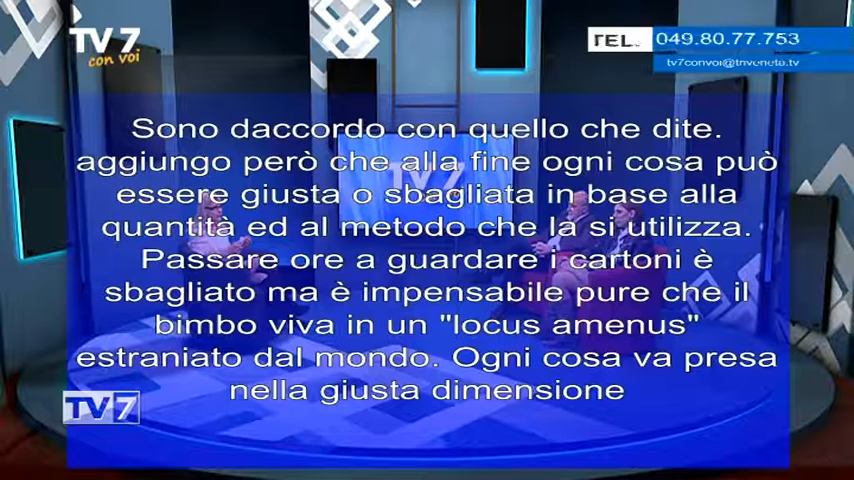 TV7
con voi
TEL. 049.80.77.753
tv7convoi@triveneta.tv
Sono daccordo con quello che dite.
aggiungo però che alla fine ogni cosa può
essere giusta o sbagliata in base alla
quantità ed al metodo che la si utilizza.
Passare ore a guardare i cartoni è
sbagliato ma è impensabile pure che il
bimbo viva in un "locus amenus"
estraniato dal mondo. Ogni cosa va presa
nella giusta dimensione
TV7
TV7